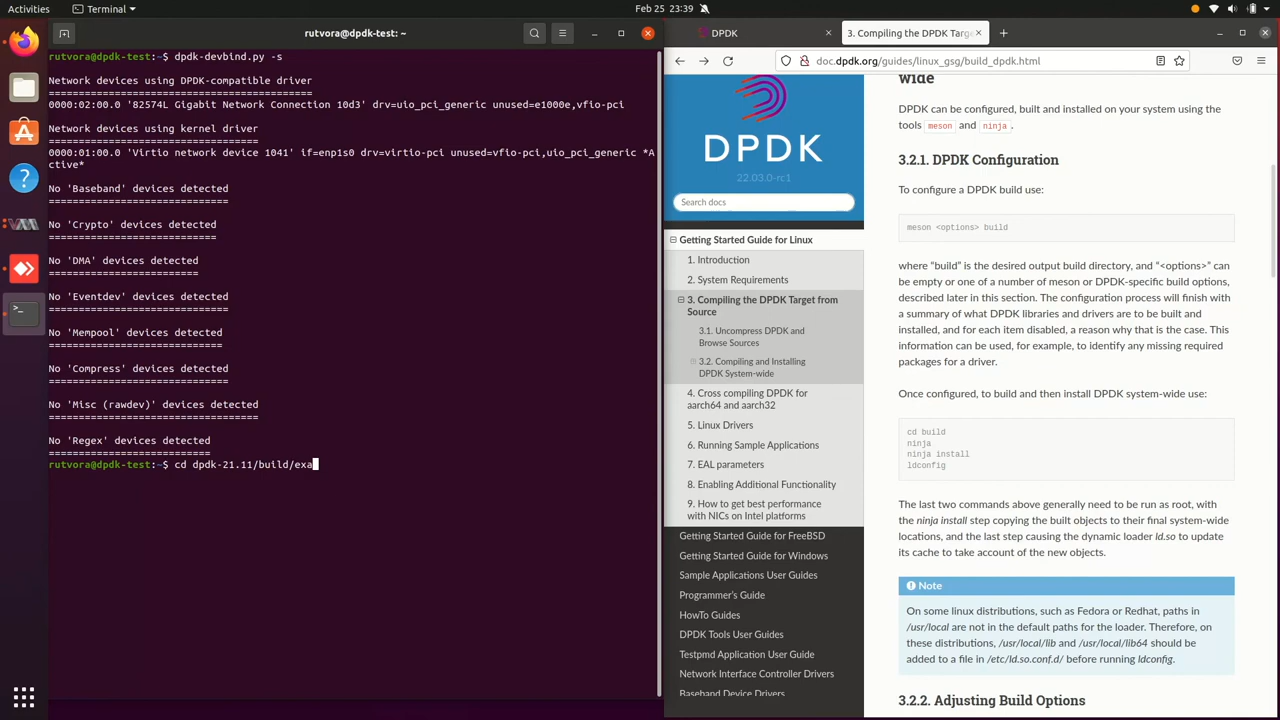 Activities
Terminal
Feb 25 23:39
rutvora@dpdk-test: ~
rutvora@dpdk-test:~$ dpdk-devbind.py -s
Network devices using DPDK-compatible driver
============================================
0000:02:00.0 '82574L Gigabit Network Connection 10d3' drv=uio_pci_generic unused=e1000e,vfio-pci
Network devices using kernel driver
===================================
0000:01:00.0 'Virtio network device 1041' if=enp1s0 drv=virtio-pci unused=vfio-pci,uio_pci_generic *A
ctive*
No 'Baseband' devices detected
==============================
No 'Crypto' devices detected
============================
No 'DMA' devices detected
=========================
No 'Eventdev' devices detected
==============================
No 'Mempool' devices detected
=============================
No 'Compress' devices detected
==============================
No 'Misc (rawdev)' devices detected
===================================
No 'Regex' devices detected
===========================
rutvora@dpdk-test:~$ cd dpdk-21.11/build/exa
DPDK
3. Compiling the DPDK Targe
doc.dpdk.org/guides/linux_gsg/build_dpdk.html
DPDK
22.03.0-rc1
Search docs
Getting Started Guide for Linux
1. Introduction
2. System Requirements
3. Compiling the DPDK Target from
Source
3.1. Uncompress DPDK and
Browse Sources
3.2. Compiling and Installing
DPDK System-wide
4. Cross compiling DPDK for
aarch64 and aarch32
5. Linux Drivers
6. Running Sample Applications
7. EAL parameters
8. Enabling Additional Functionality
9. How to get best performance
with NICs on Intel platforms
Getting Started Guide for FreeBSD
Getting Started Guide for Windows
Sample Applications User Guides
Programmer's Guide
HowTo Guides
DPDK Tools User Guides
Testpmd Application User Guide
Network Interface Controller Drivers
Baseband Device Drivers
wide
DPDK can be configured, built and installed on your system using the
tools meson and ninja.
3.2.1. DPDK Configuration
To configure a DPDK build use:
meson <options> build
where “build” is the desired output build directory, and “<options>” can
be empty or one of a number of meson or DPDK-specific build options,
described later in this section. The configuration process will finish with
a summary of what DPDK libraries and drivers are to be built and
installed, and for each item disabled, a reason why that is the case. This
information can be used, for example, to identify any missing required
packages for a driver.
Once configured, to build and then install DPDK system-wide use:
cd build
ninja
ninja install
ldconfig
The last two commands above generally need to be run as root, with
the ninja install step copying the built objects to their final system-wide
locations, and the last step causing the dynamic loader ld.so to update
its cache to take account of the new objects.
Note
On some linux distributions, such as Fedora or Redhat, paths in
/usr/local are not in the default paths for the loader. Therefore, on
these distributions, /usr/local/lib and /usr/local/lib64 should be
added to a file in /etc/ld.so.conf.d/ before running ldconfig.
3.2.2. Adjusting Build Options